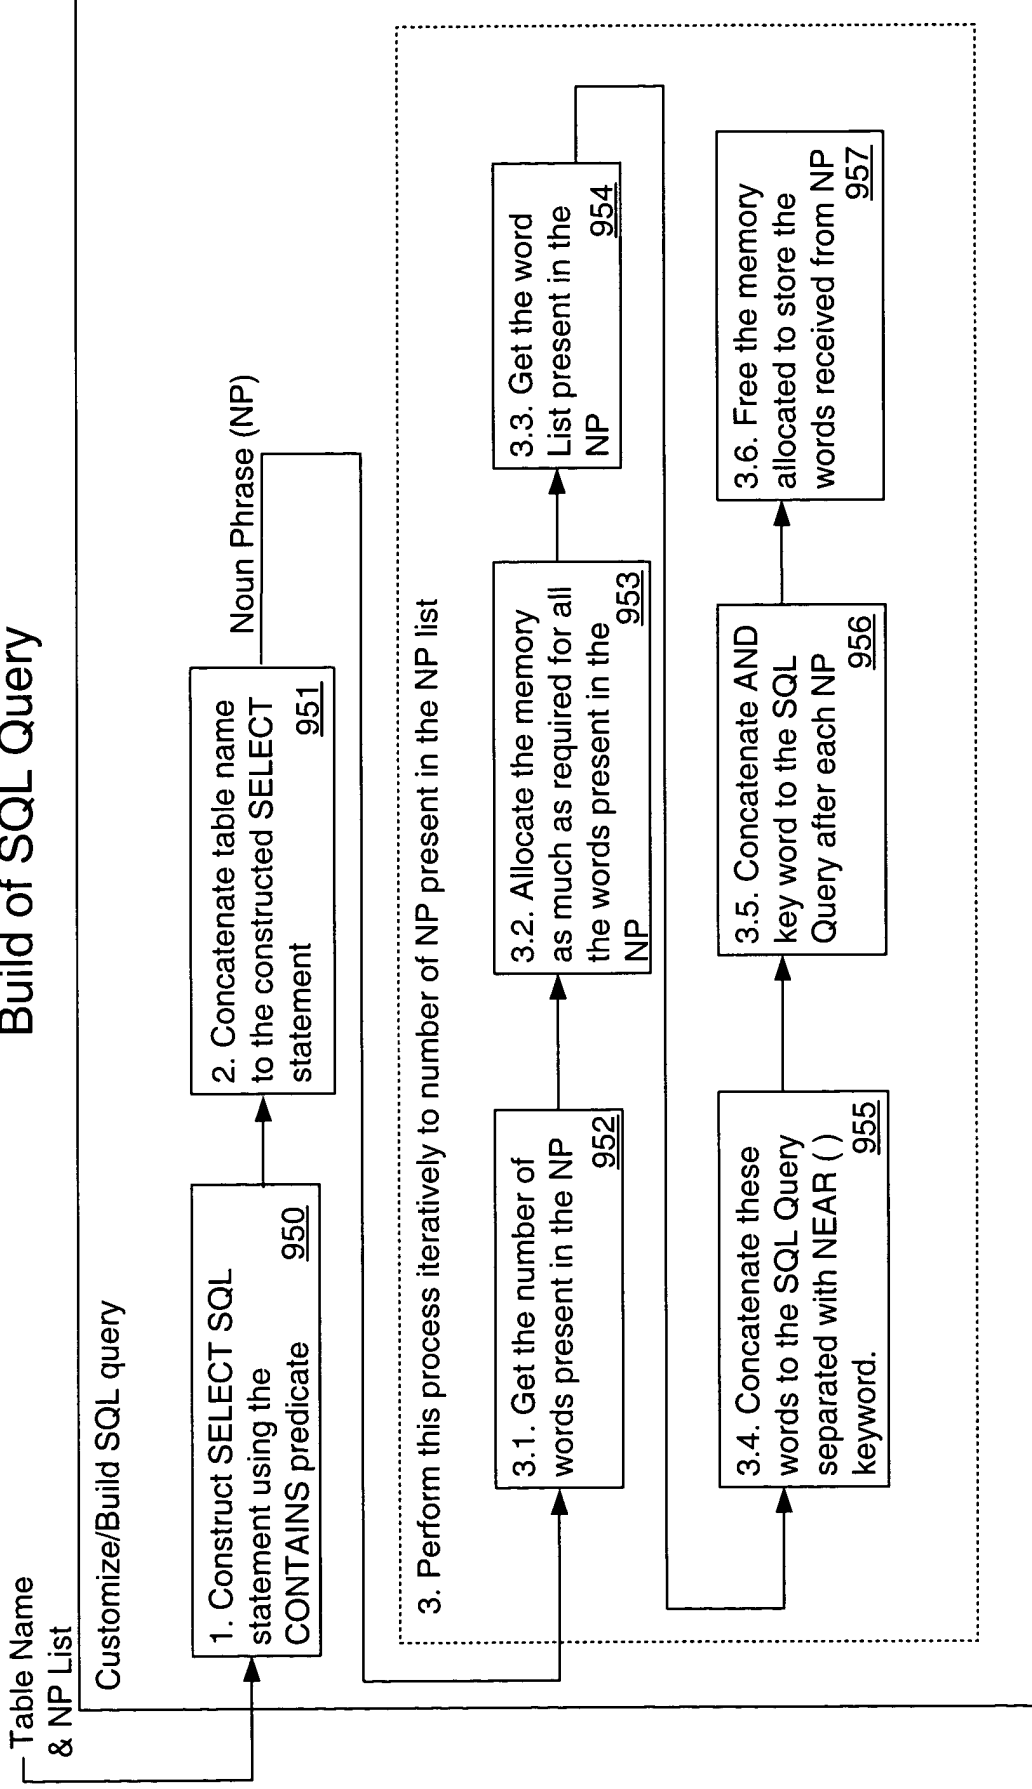 Build of SQL Query
Table Name
& NP List
Customize/Build SQL query
1. Construct SELECT SQL
statement using the
CONTAINS predicate
950
2. Concatenate table name
to the constructed SELECT
statement
951
Noun Phrase (NP)
3. Perform this process iteratively to number of NP present in the NP list
3.1. Get the number of
words present in the NP
952
3.2. Allocate the memory
as much as required for all
the words present in the
NP
953
3.3. Get the word
List present in the
NP
954
3.4. Concatenate these
words to the SQL Query
separated with NEAR ( )
keyword.
955
3.5. Concatenate AND
key word to the SQL
Query after each NP
956
3.6. Free the memory
allocated to store the
words received from NP
957